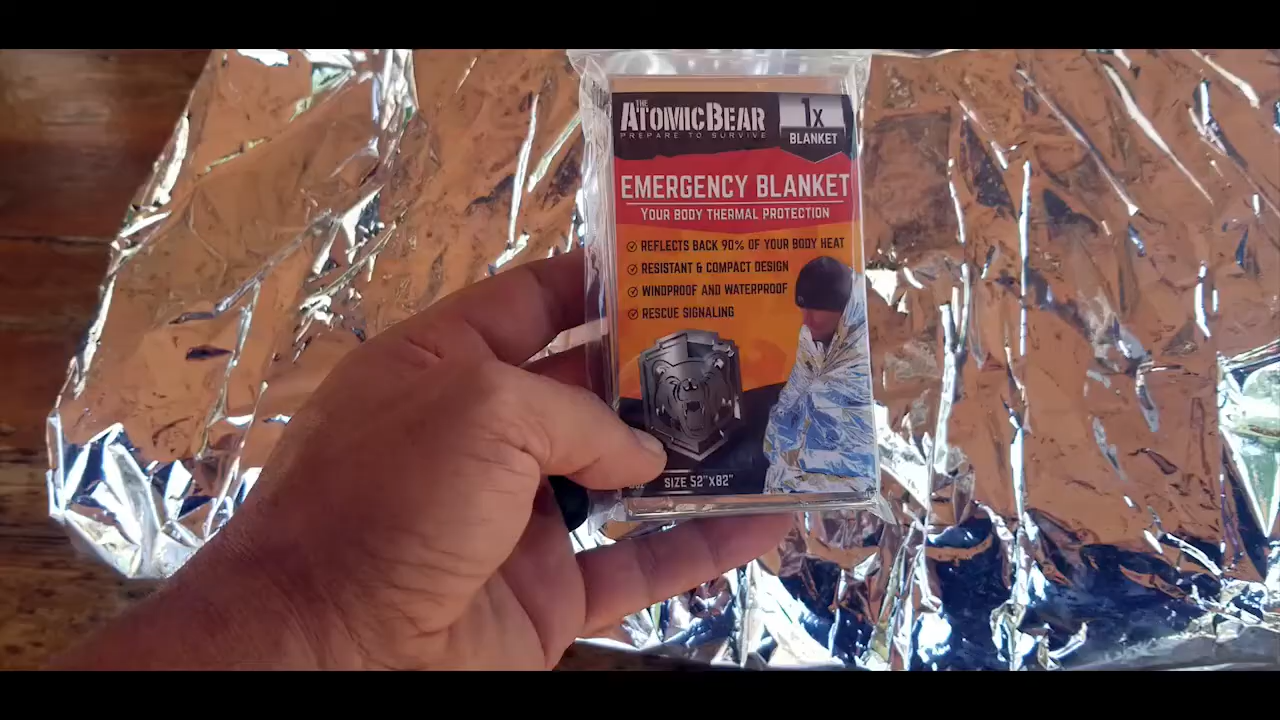 THE
ATOMICBEAR
PREPARE TO SURVIVE
1X
BLANKET
EMERGENCY BLANKET
YOUR BODY THERMAL PROTECTION
REFLECTS BACK 90% OF YOUR BODY HEAT
RESISTANT & COMPACT DESIGN
WINDPROOF AND WATERPROOF
RESCUE SIGNALING
SIZE 52"X82"